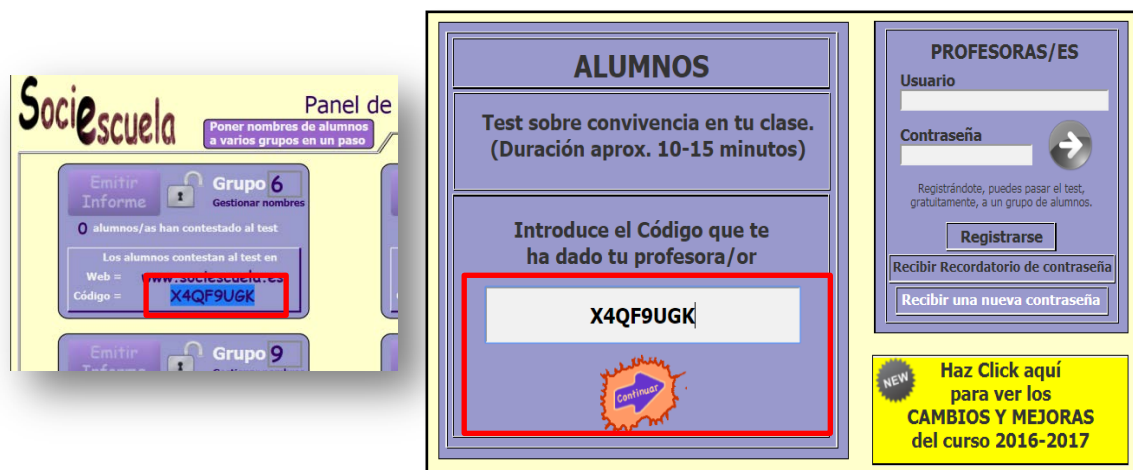 Sociescuela
Panel de
Poner nombres de alumnos
a varios grupos en un paso
Emitir
Informe
Grupo 6
Gestionar nombres
0 alumnos/as han contestado al test
Los alumnos contestan al test en
Web = www.sociescuela.es
Código = X4QF9UGK
Emitir
Grupo 9
ALUMNOS
Test sobre convivencia en tu clase.
(Duración aprox. 10-15 minutos)
Introduce el Código que te
ha dado tu profesora/or
X4QF9UGK
Continuar
PROFESORAS/ES
Usuario
Contraseña
Registrándote, puedes pasar el test,
gratuitamente, a un grupo de alumnos.
Registrarse
Recibir Recordatorio de contraseña
Recibir una nueva contraseña
NEW
Haz Click aquí
para ver los
CAMBIOS Y MEJORAS
del curso 2016-2017